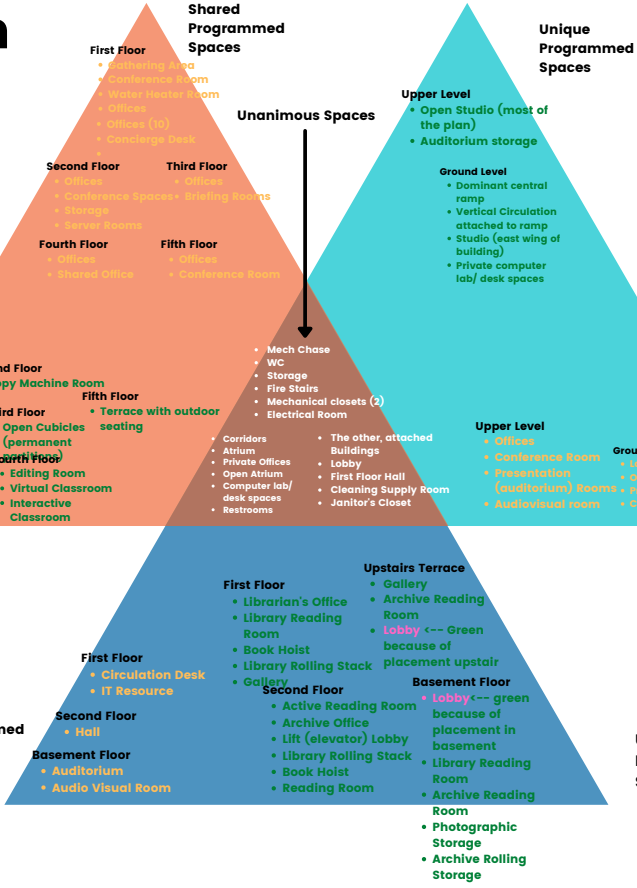 Shared
Programmed
Spaces
Unique
Programmed
Spaces
Unanimous Spaces
First Floor
Gathering Area
Conference Room
Water Heater Room
Offices
Offices (10)
Concierge Desk
Second Floor
Offices
Conference Spaces
Storage
Server Rooms
Third Floor
Offices
Briefing Rooms
Fourth Floor
Offices
Shared Office
Fifth Floor
Offices
Conference Room
Upper Level
Open Studio (most of
the plan)
Auditorium storage
Ground Level
Dominant central
ramp
Vertical Circulation
attached to ramp
Studio (east wing of
building)
Private computer
lab/ desk spaces
nd Floor
opy Machine Room
ird Floor
Open Cubicles
(permanent
partitions)
ourth Floor
Editing Room
Virtual Classroom
Interactive
Classroom
Fifth Floor
Terrace with outdoor
seating
Mech Chase
WC
Storage
Fire Stairs
Mechanical closets (2)
Electrical Room
Corridors
Atrium
Private Offices
Open Atrium
Computer lab/
desk spaces
Restrooms
The other, attached
Buildings
Lobby
First Floor Hall
Cleaning Supply Room
Janitor's Closet
Upper Level
Offices
Conference Room
Presentation
(auditorium) Rooms
Audiovisual room
Grou
First Floor
Circulation Desk
IT Resource
Second Floor
Hall
Basement Floor
Auditorium
Audio Visual Room
med
First Floor
Librarian's Office
Library Reading
Room
Book Hoist
Library Rolling Stack
Gallery
Second Floor
Active Reading Room
Archive Office
Lift (elevator) Lobby
Library Rolling Stack
Book Hoist
Reading Room
Upstairs Terrace
Gallery
Archive Reading
Room
Lobby <-- Green
because of
placement upstair
Basement Floor
Lobby<-- green
because of
placement in
basement
Library Reading
Room
Archive Reading
Room
Photographic
Storage
Archive Rolling
Storage